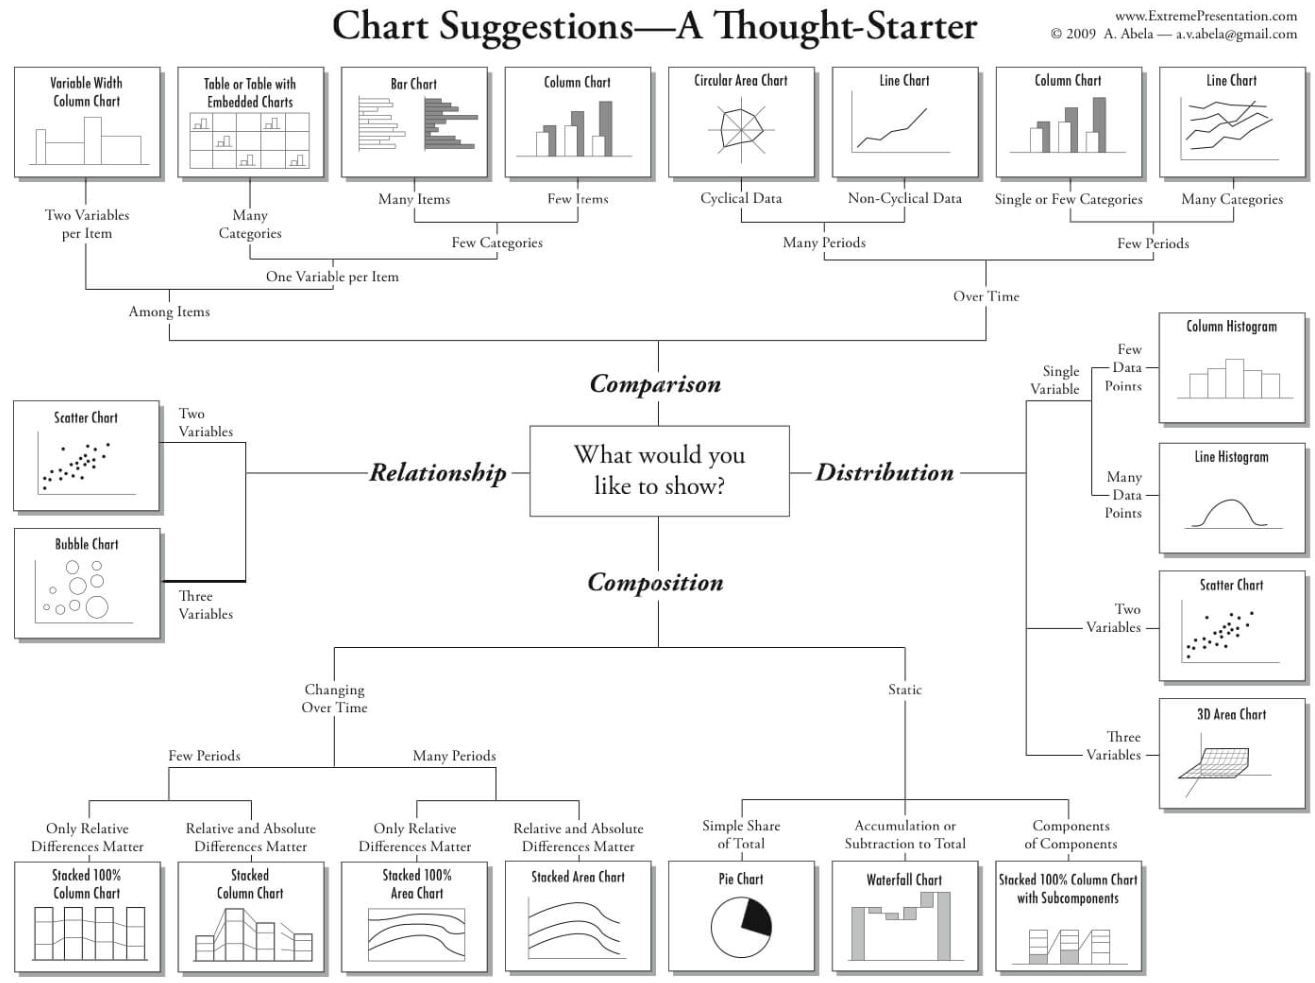 Chart Suggestions—A Thought-Starter
www.ExtremePresentation.com
© 2009 A. Abela — a.v.abela@gmail.com
Variable Width
Column Chart
Table or Table with
Embedded Charts
Bar Chart
Column Chart
Circular Area Chart
Line Chart
Column Chart
Line Chart
Two Variables
per Item
Many
Categories
Many Items
Few Items
Cyclical Data
Non-Cyclical Data
Single or Few Categories
Many Categories
Few Categories
Many Periods
Few Periods
One Variable per Item
Among Items
Over Time
Comparison
What would you
like to show?
Relationship
Two
Variables
Scatter Chart
Three
Variables
Bubble Chart
Distribution
Single
Variable
Few
Data
Points
Column Histogram
Many
Data
Points
Line Histogram
Two
Variables
Scatter Chart
Three
Variables
3D Area Chart
Composition
Changing
Over Time
Static
Few Periods
Many Periods
Only Relative
Differences Matter
Relative and Absolute
Differences Matter
Only Relative
Differences Matter
Relative and Absolute
Differences Matter
Simple Share
of Total
Accumulation or
Subtraction to Total
Components
of Components
Stacked 100%
Column Chart
Stacked
Column Chart
Stacked 100%
Area Chart
Stacked Area Chart
Pie Chart
Waterfall Chart
Stacked 100% Column Chart
with Subcomponents